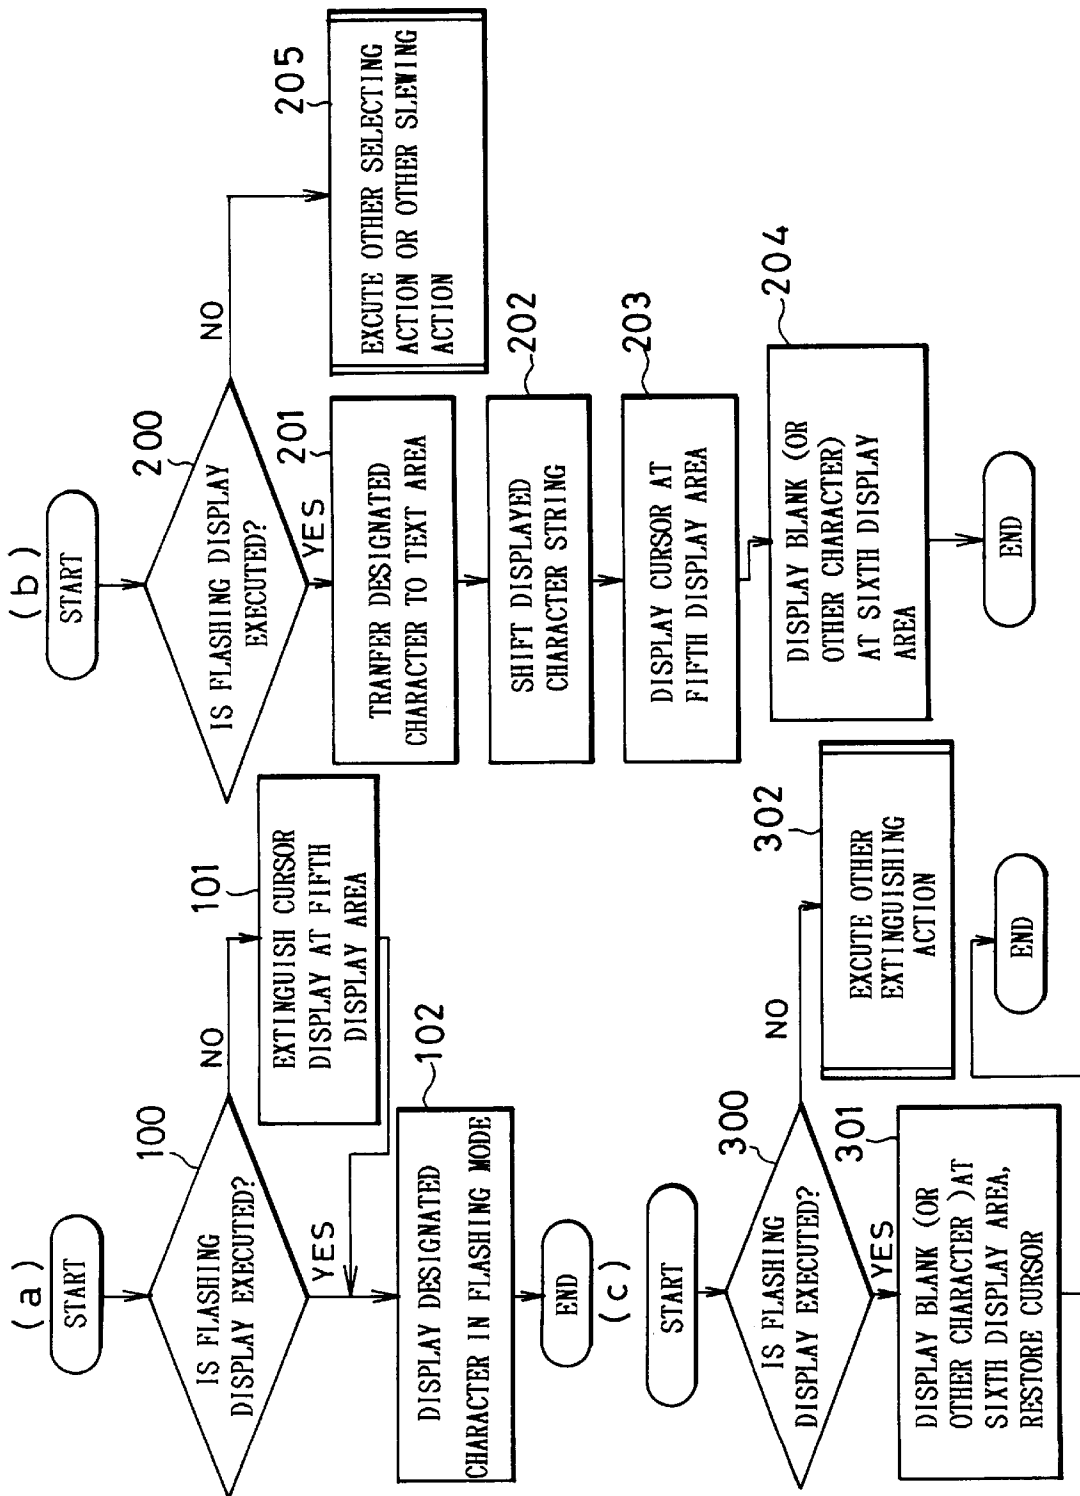 (a)
START
100
IS FLASHING
DISPLAY EXECUTED?
NO
YES
101
EXTINGUISH CURSOR
DISPLAY AT FIFTH
DISPLAY AREA
102
DISPLAY DESIGNATED
CHARACTER IN FLASHING MODE
END
(b)
START
200
IS FLASHING DISPLAY
EXECUTED?
NO
YES
205
EXCUTE OTHER SELECTING
ACTION OR OTHER SLEWING
ACTION
201
TRANFER DESIGNATED
CHARACTER TO TEXT AREA
202
SHIFT DISPLAYED
CHARACTER STRING
203
DISPLAY CURSOR AT
FIFTH DISPLAY AREA
204
DISPLAY BLANK (OR
OTHER CHARACTER)
AT SIXTH DISPLAY
AREA
END
(c)
START
300
IS FLASHING
DISPLAY EXECUTED?
NO
YES
302
EXCUTE OTHER
EXTINGUISHING
ACTION
301
DISPLAY BLANK (OR
OTHER CHARACTER )AT
SIXTH DISPLAY AREA,
RESTORE CURSOR
END